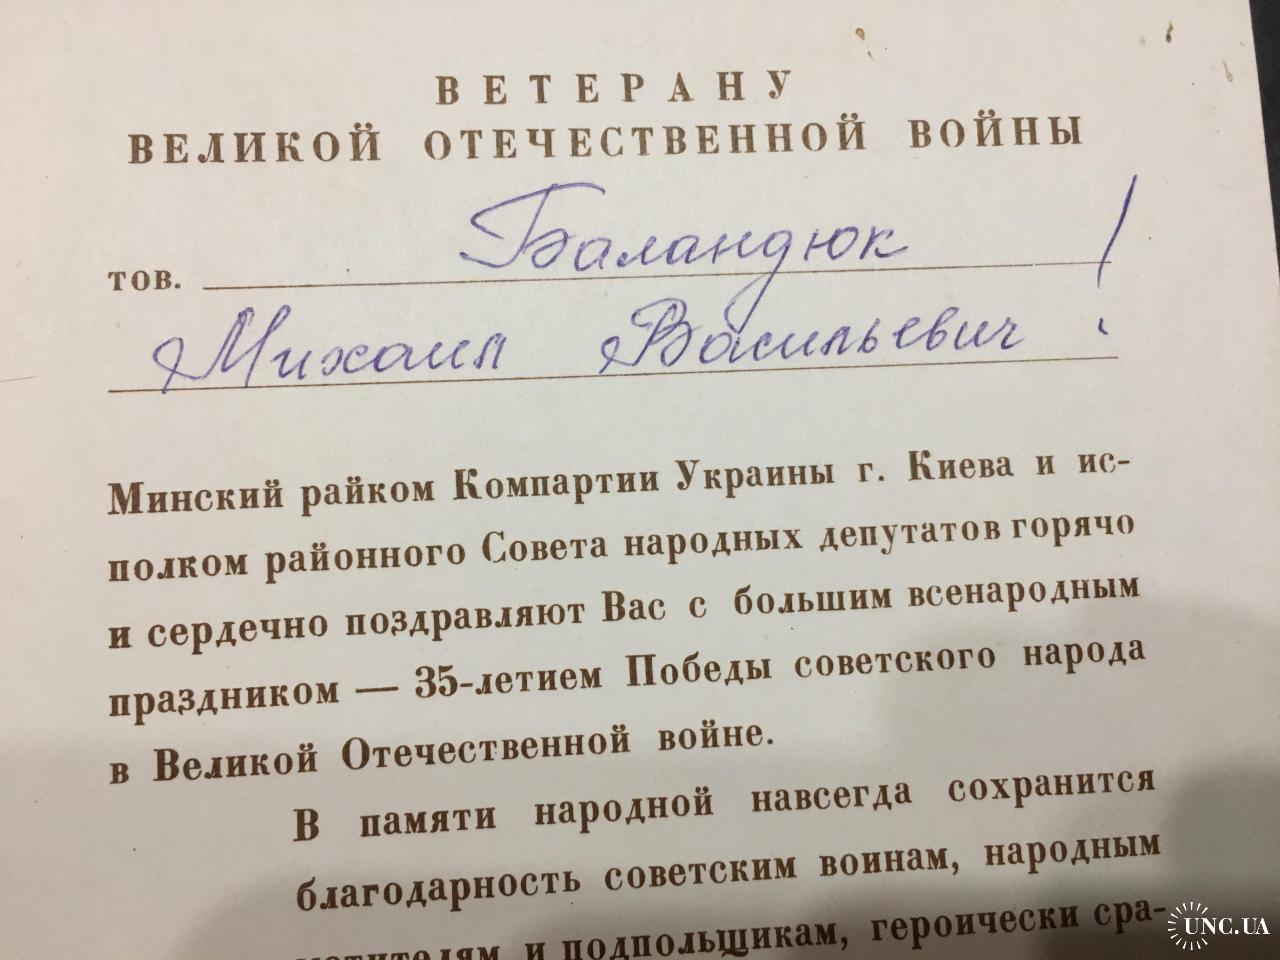 ВЕТЕРАНУ
ВЕЛИКОЙ ОТЕЧЕСТВЕННОЙ ВОЙНЫ
тов. Баландюк
Михаил Васильевич !
Минский райком Компартии Украины г. Киева и ис-
полком районного Совета народных депутатов горячо
и сердечно поздравляют Вас с большим всенародным
праздником — 35-летием Победы советского народа
в Великой Отечественной войне.
В памяти народной навсегда сохранится
благодарность советским воинам, народным
мстителям и подпольщикам, героически сра-
UNC.UA